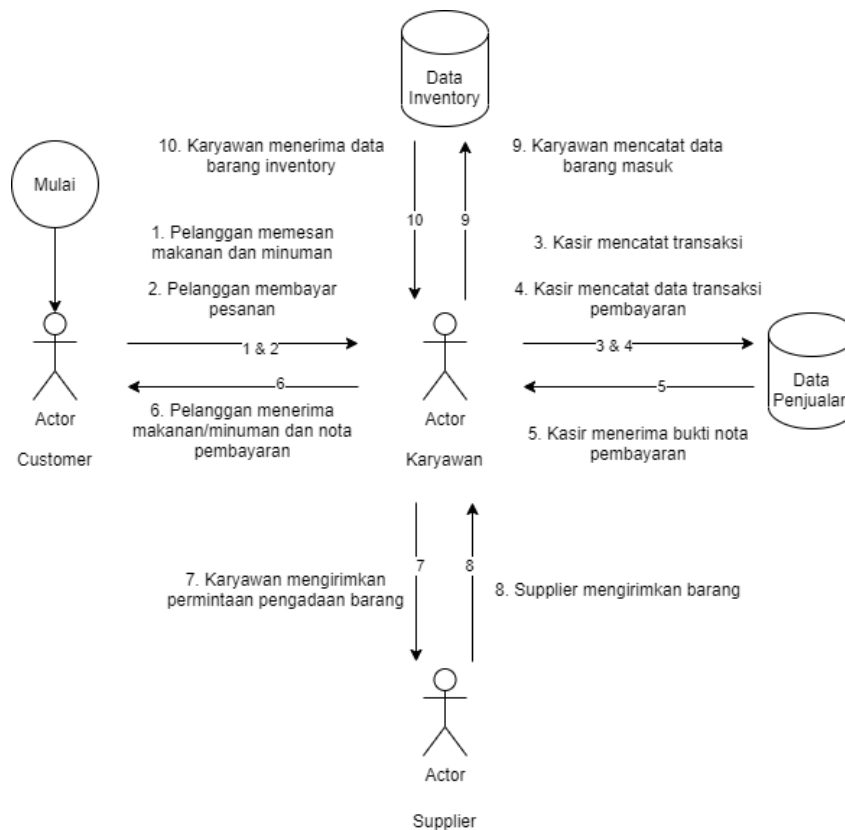 Data
Inventory
10. Karyawan menerima data
barang inventory
9. Karyawan mencatat data
barang masuk
Mulai
10
9
1. Pelanggan memesan
makanan dan minuman
3. Kasir mencatat transaksi
2. Pelanggan membayar
pesanan
4. Kasir mencatat data transaksi
pembayaran
1 & 2
3 & 4
6
5
Data
Penjualan
Actor
Customer
6. Pelanggan menerima
makanan/minuman dan nota
pembayaran
Actor
Karyawan
5. Kasir menerima bukti nota
pembayaran
7
8
7. Karyawan mengirimkan
permintaan pengadaan barang
8. Supplier mengirimkan barang
Actor
Supplier